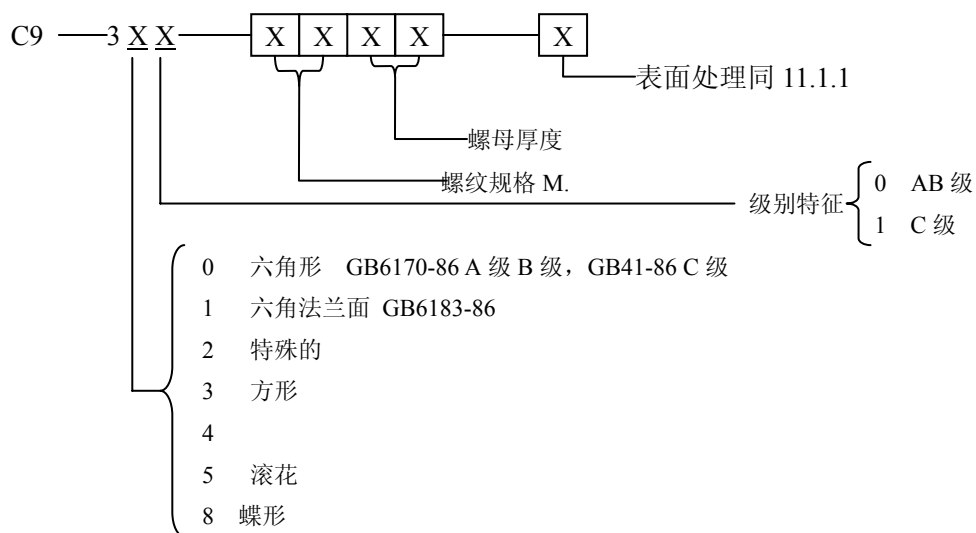 C9 3 X X X X X X X
表面处理同 11.1.1
螺母厚度
螺纹规格 M.
级别特征
0 AB 级
1 C 级
0 六角形 GB6170-86 A 级 B 级，GB41-86 C 级
1 六角法兰面 GB6183-86
2 特殊的
3 方形
4
5 滚花
8 蝶形